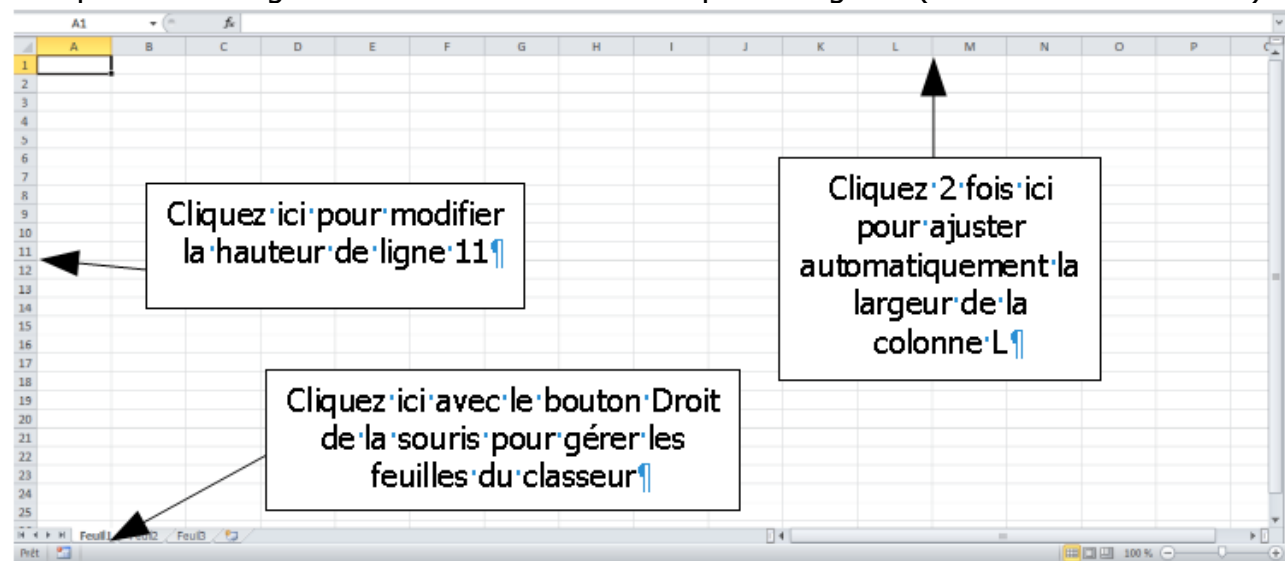 A1 fx
A B C D E F G H I J K L M N O P
1
2
3
4
5
6
7
8
9
10
11
12
13
14
15
16
17
18
19
20
21
22
23
24
25
Cliquez·ici·pour·modifier
la·hauteur·de·ligne·11¶
Cliquez·2·fois·ici
pour·ajuster
automatiquement·la
largeur·de·la
colonne·L¶
Cliquez·ici·avec·le·bouton·Droit
de·la·souris·pour·gérer·les
feuilles·du·classeur¶
Feuil1 Feuil2 Feuil3
Prêt 100 %